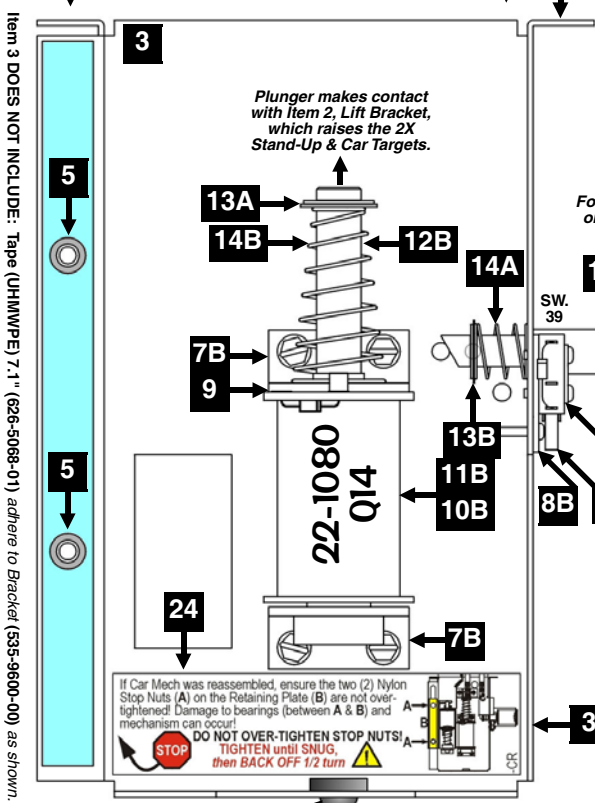 Item 3 DOES NOT INCLUDE: Tape (UHMWPE) 7.1" (626-5068-01) adhere to Bracket (535-9600-00) as shown.
3
Plunger makes contact
with Item 2, Lift Bracket,
which raises the 2X
Stand-Up & Car Targets.
5
13A
14B
12B
14A
SW.
39
7B
9
13B
11B
10B
8B
22-1080
Q14
5
24
7B
If Car Mech was reassembled, ensure the two (2) Nylon
Stop Nuts (A) on the Retaining Plate (B) are not over-
tightened! Damage to bearings (between A & B) and
mechanism can occur!
STOP
DO NOT OVER-TIGHTEN STOP NUTS!
TIGHTEN until SNUG,
then BACK OFF 1/2 turn
!
A
B
A
-CR
3